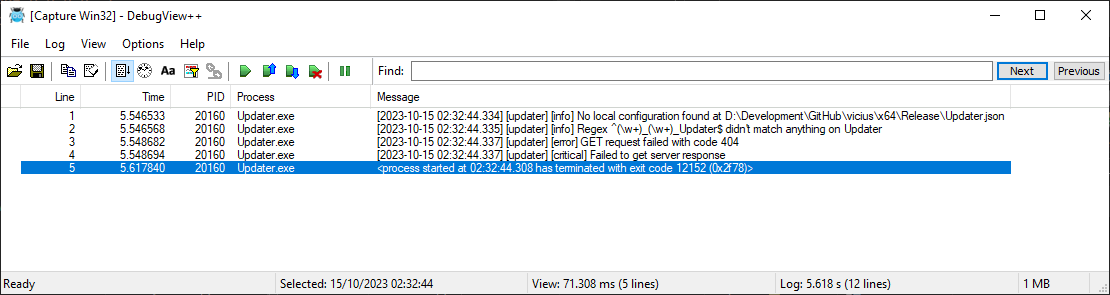 [Capture Win32] - DebugView++
File Log View Options Help
Aa Find: Next Previous
Line Time PID Process Message
1 5.546533 20160 Updater.exe [2023-10-15 02:32:44.334] [updater] [info] No local configuration found at D:\Development\GitHub\vicius\x64\Release\Updater.json
2 5.546568 20160 Updater.exe [2023-10-15 02:32:44.335] [updater] [info] Regex ^(\w+)_(\w+)_Updater$ didn't match anything on Updater
3 5.548682 20160 Updater.exe [2023-10-15 02:32:44.337] [updater] [error] GET request failed with code 404
4 5.548694 20160 Updater.exe [2023-10-15 02:32:44.337] [updater] [critical] Failed to get server response
5 5.617840 20160 Updater.exe <process started at 02:32:44.308 has terminated with exit code 12152 (0x2f78)>
Ready Selected: 15/10/2023 02:32:44 View: 71.308 ms (5 lines) Log: 5.618 s (12 lines) 1 MB